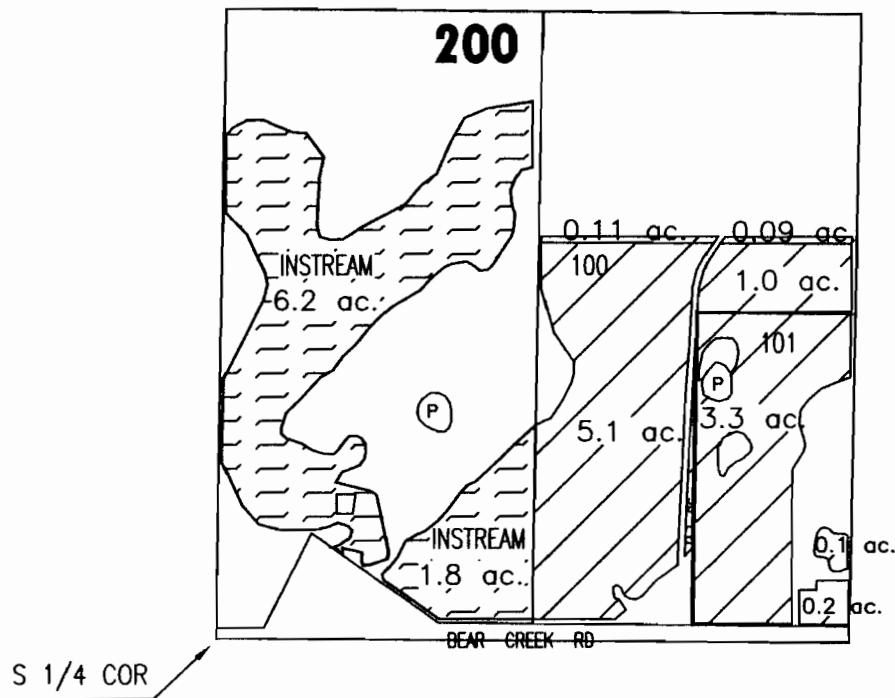 200
0.11 ac.
0.09 ac.
100
INSTREAM
6.2 ac.
1.0 ac.
101
P
P
5.1 ac.
3.3 ac.
INSTREAM
1.8 ac.
0.1 ac.
0.2 ac.
BEAR CREEK RD
S 1/4 COR